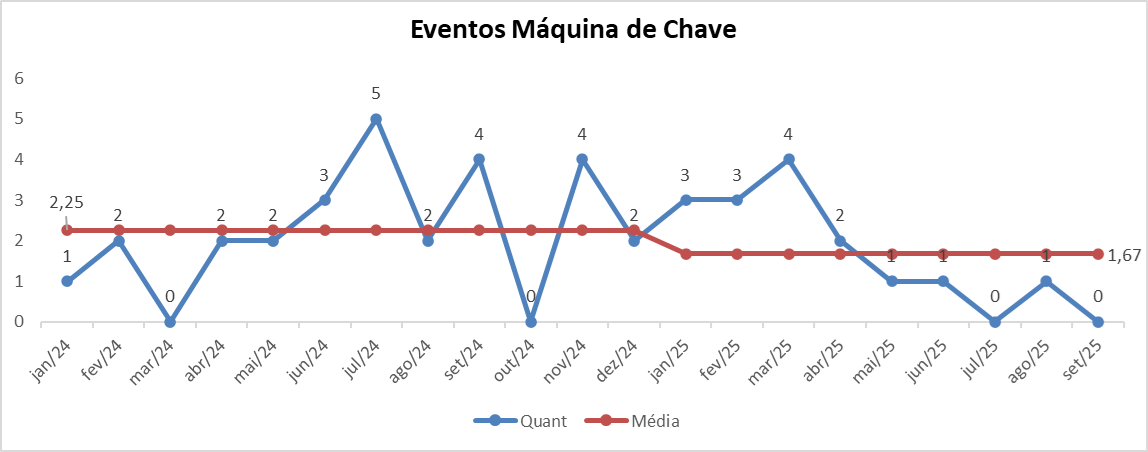 Eventos Máquina de Chave
6
5
4
3
2
1
0
2,25
1
2
0
2
2
3
5
2
4
0
4
2
3
3
4
2
1
1
0
1
0
1,67
jan/24
fev/24
mar/24
abr/24
mai/24
jun/24
jul/24
ago/24
set/24
out/24
nov/24
dez/24
jan/25
fev/25
mar/25
abr/25
mai/25
jun/25
jul/25
ago/25
set/25
Quant
Média